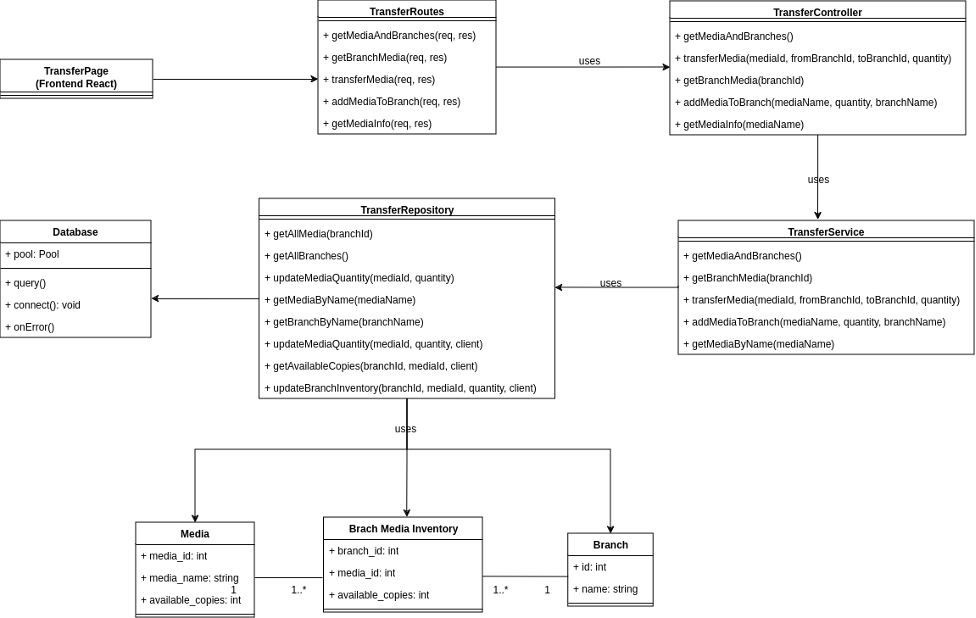 TransferPage
(Frontend React)
TransferRoutes
+ getMediaAndBranches(req, res)
+ getBranchMedia(req, res)
+ transferMedia(req, res)
+ addMediaToBranch(req, res)
+ getMediaInfo(req, res)
uses
TransferController
+ getMediaAndBranches()
+ transferMedia(mediaId, fromBranchId, toBranchId, quantity)
+ getBranchMedia(branchId)
+ addMediaToBranch(mediaName, quantity, branchName)
+ getMediaInfo(mediaName)
uses
Database
+ pool: Pool
+ query()
+ connect(): void
+ onError()
TransferRepository
+ getAllMedia(branchId)
+ getAllBranches()
+ updateMediaQuantity(mediaId, quantity)
+ getMediaByName(mediaName)
+ getBranchByName(branchName)
+ updateMediaQuantity(mediaId, quantity, client)
+ getAvailableCopies(branchId, mediaId, client)
+ updateBranchInventory(branchId, mediaId, quantity, client)
uses
TransferService
+ getMediaAndBranches()
+ getBranchMedia(branchId)
+ transferMedia(mediaId, fromBranchId, toBranchId, quantity)
+ addMediaToBranch(mediaName, quantity, branchName)
+ getMediaByName(mediaName)
uses
Media
+ media_id: int
+ media_name: string
+ available_copies: int
1
1..*
Brach Media Inventory
+ branch_id: int
+ media_id: int
+ available_copies: int
1..*
1
Branch
+ id: int
+ name: string